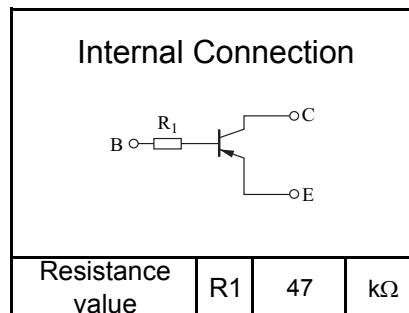 Internal Connection
C
R1
B
E
Resistance value R1 47 kΩ